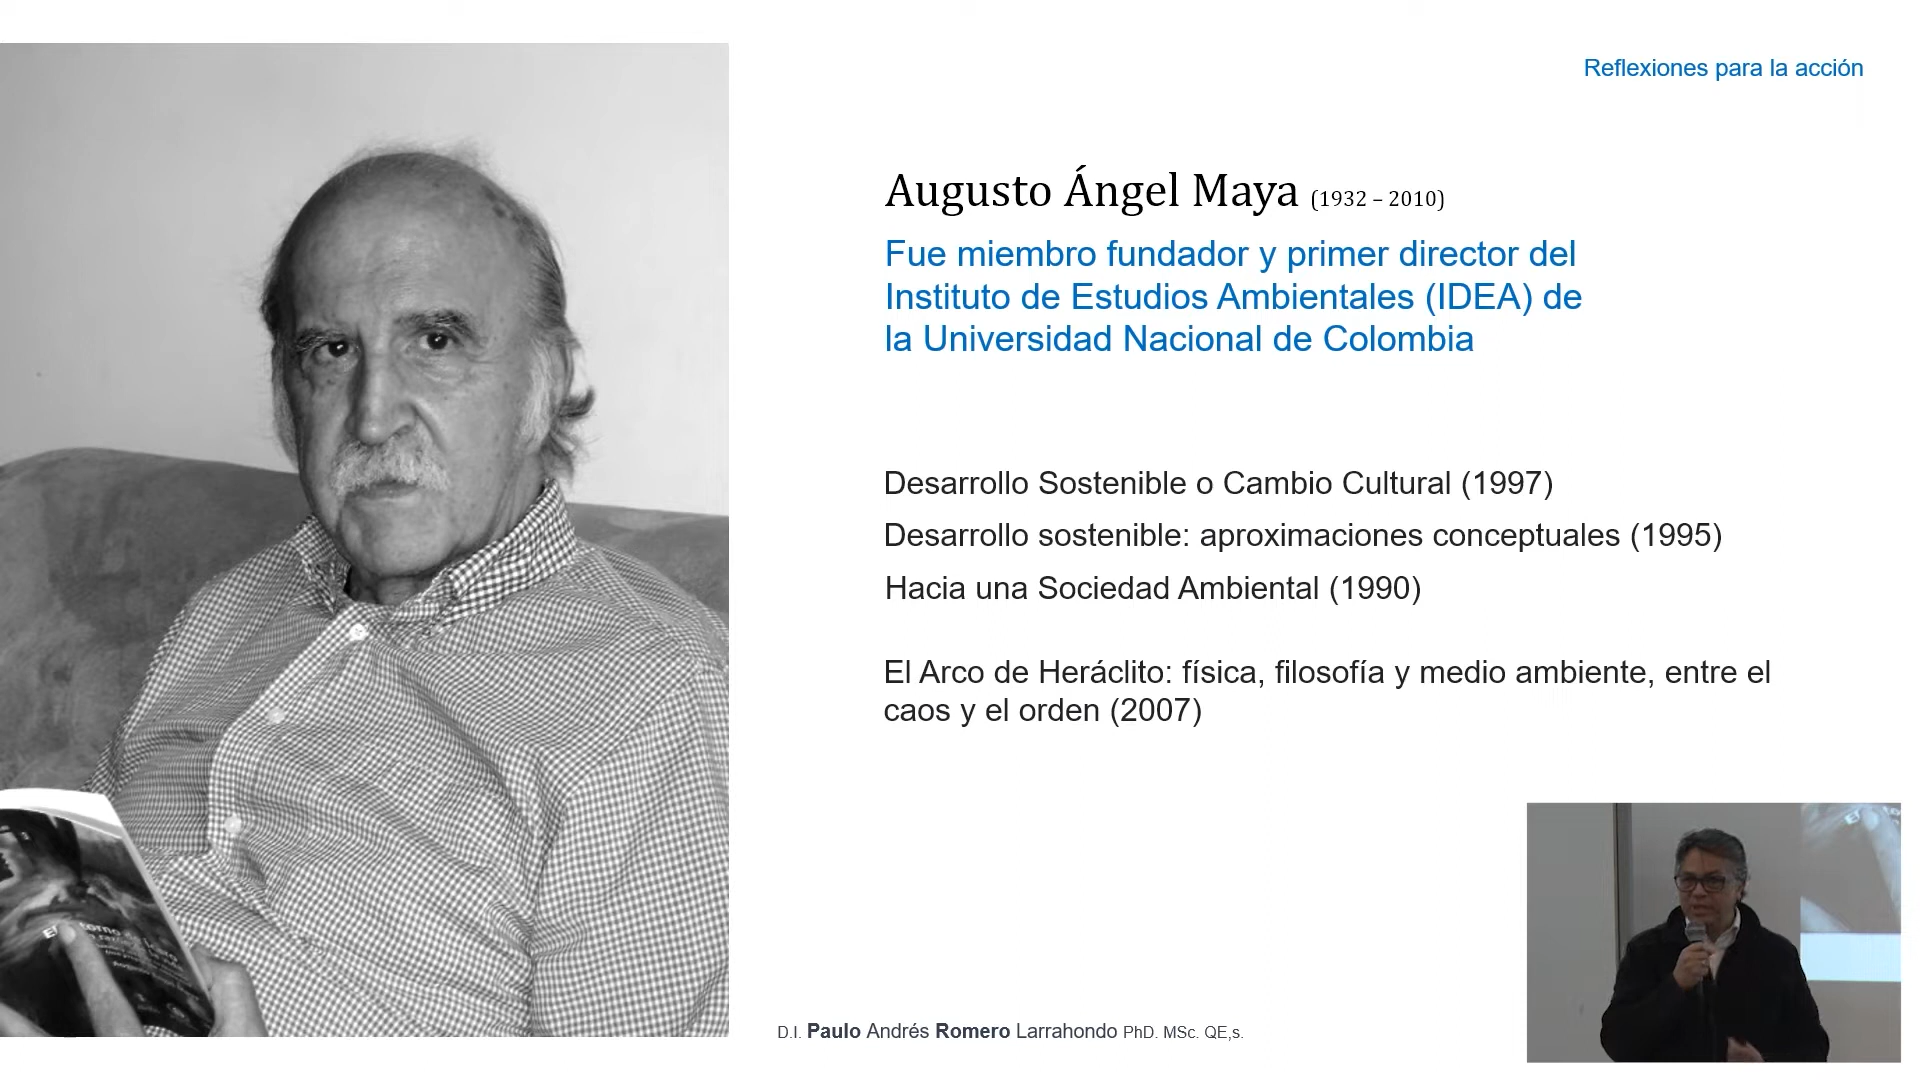 Reflexiones para la acción
Augusto Ángel Maya (1932 – 2010)
Fue miembro fundador y primer director del
Instituto de Estudios Ambientales (IDEA) de
la Universidad Nacional de Colombia
Desarrollo Sostenible o Cambio Cultural (1997)
Desarrollo sostenible: aproximaciones conceptuales (1995)
Hacia una Sociedad Ambiental (1990)
El Arco de Heráclito: física, filosofía y medio ambiente, entre el
caos y el orden (2007)
D.I. Paulo Andrés Romero Larrahondo PhD. MSc. QE,s.